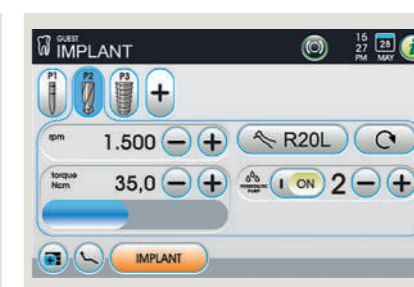 GUEST
IMPLANT
15
27
PM
28
MAY
P1
P2
P3
+
rpm
1.500 - +
R20L
torque
Ncm
35,0 - +
PERISTALTIC
PUMP
I ON
2 - +
IMPLANT